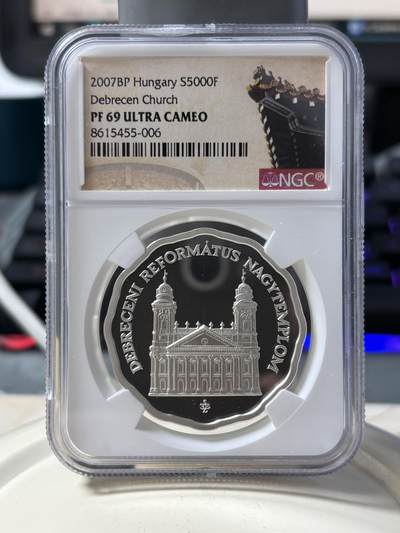 2007BP Hungary S5000F
Debrecen Church
PF 69 ULTRA CAMEO
8615455-006
NGC®
DEBRECENI REFORMÁTUS NAGYTEMPLOM